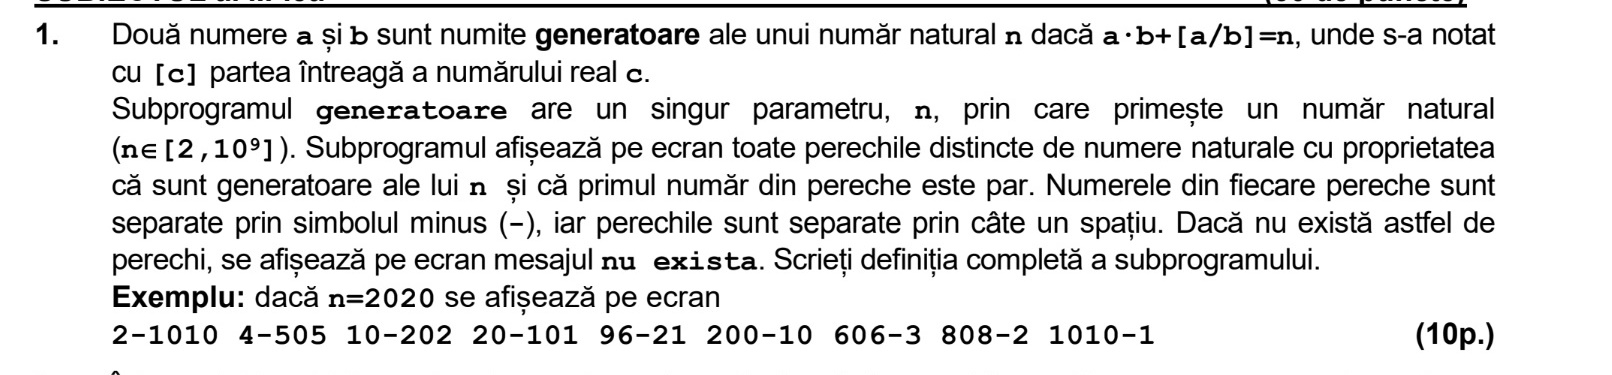 1. Două numere a și b sunt numite generatoare ale unui număr natural n dacă a·b+[a/b]=n, unde s-a notat
cu [c] partea întreagă a numărului real c.
Subprogramul generatoare are un singur parametru, n, prin care primește un număr natural
(n∈[2,10⁹]). Subprogramul afișează pe ecran toate perechile distincte de numere naturale cu proprietatea
că sunt generatoare ale lui n și că primul număr din pereche este par. Numerele din fiecare pereche sunt
separate prin simbolul minus (-), iar perechile sunt separate prin câte un spațiu. Dacă nu există astfel de
perechi, se afișează pe ecran mesajul nu exista. Scrieți definiția completă a subprogramului.
Exemplu: dacă n=2020 se afișează pe ecran
2-1010 4-505 10-202 20-101 96-21 200-10 606-3 808-2 1010-1 (10p.)